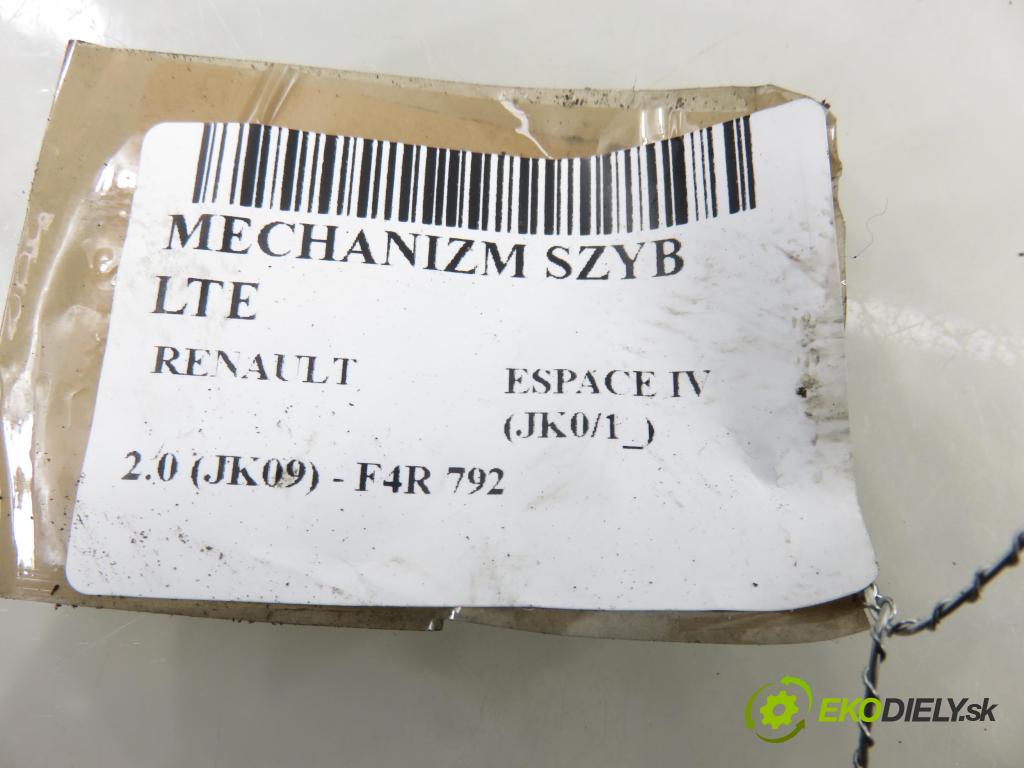 MECHANIZM SZYB
LTE
RENAULT
ESPACE IV
(JK0/1_)
2.0 (JK09) - F4R 792
EKODIELY.sk